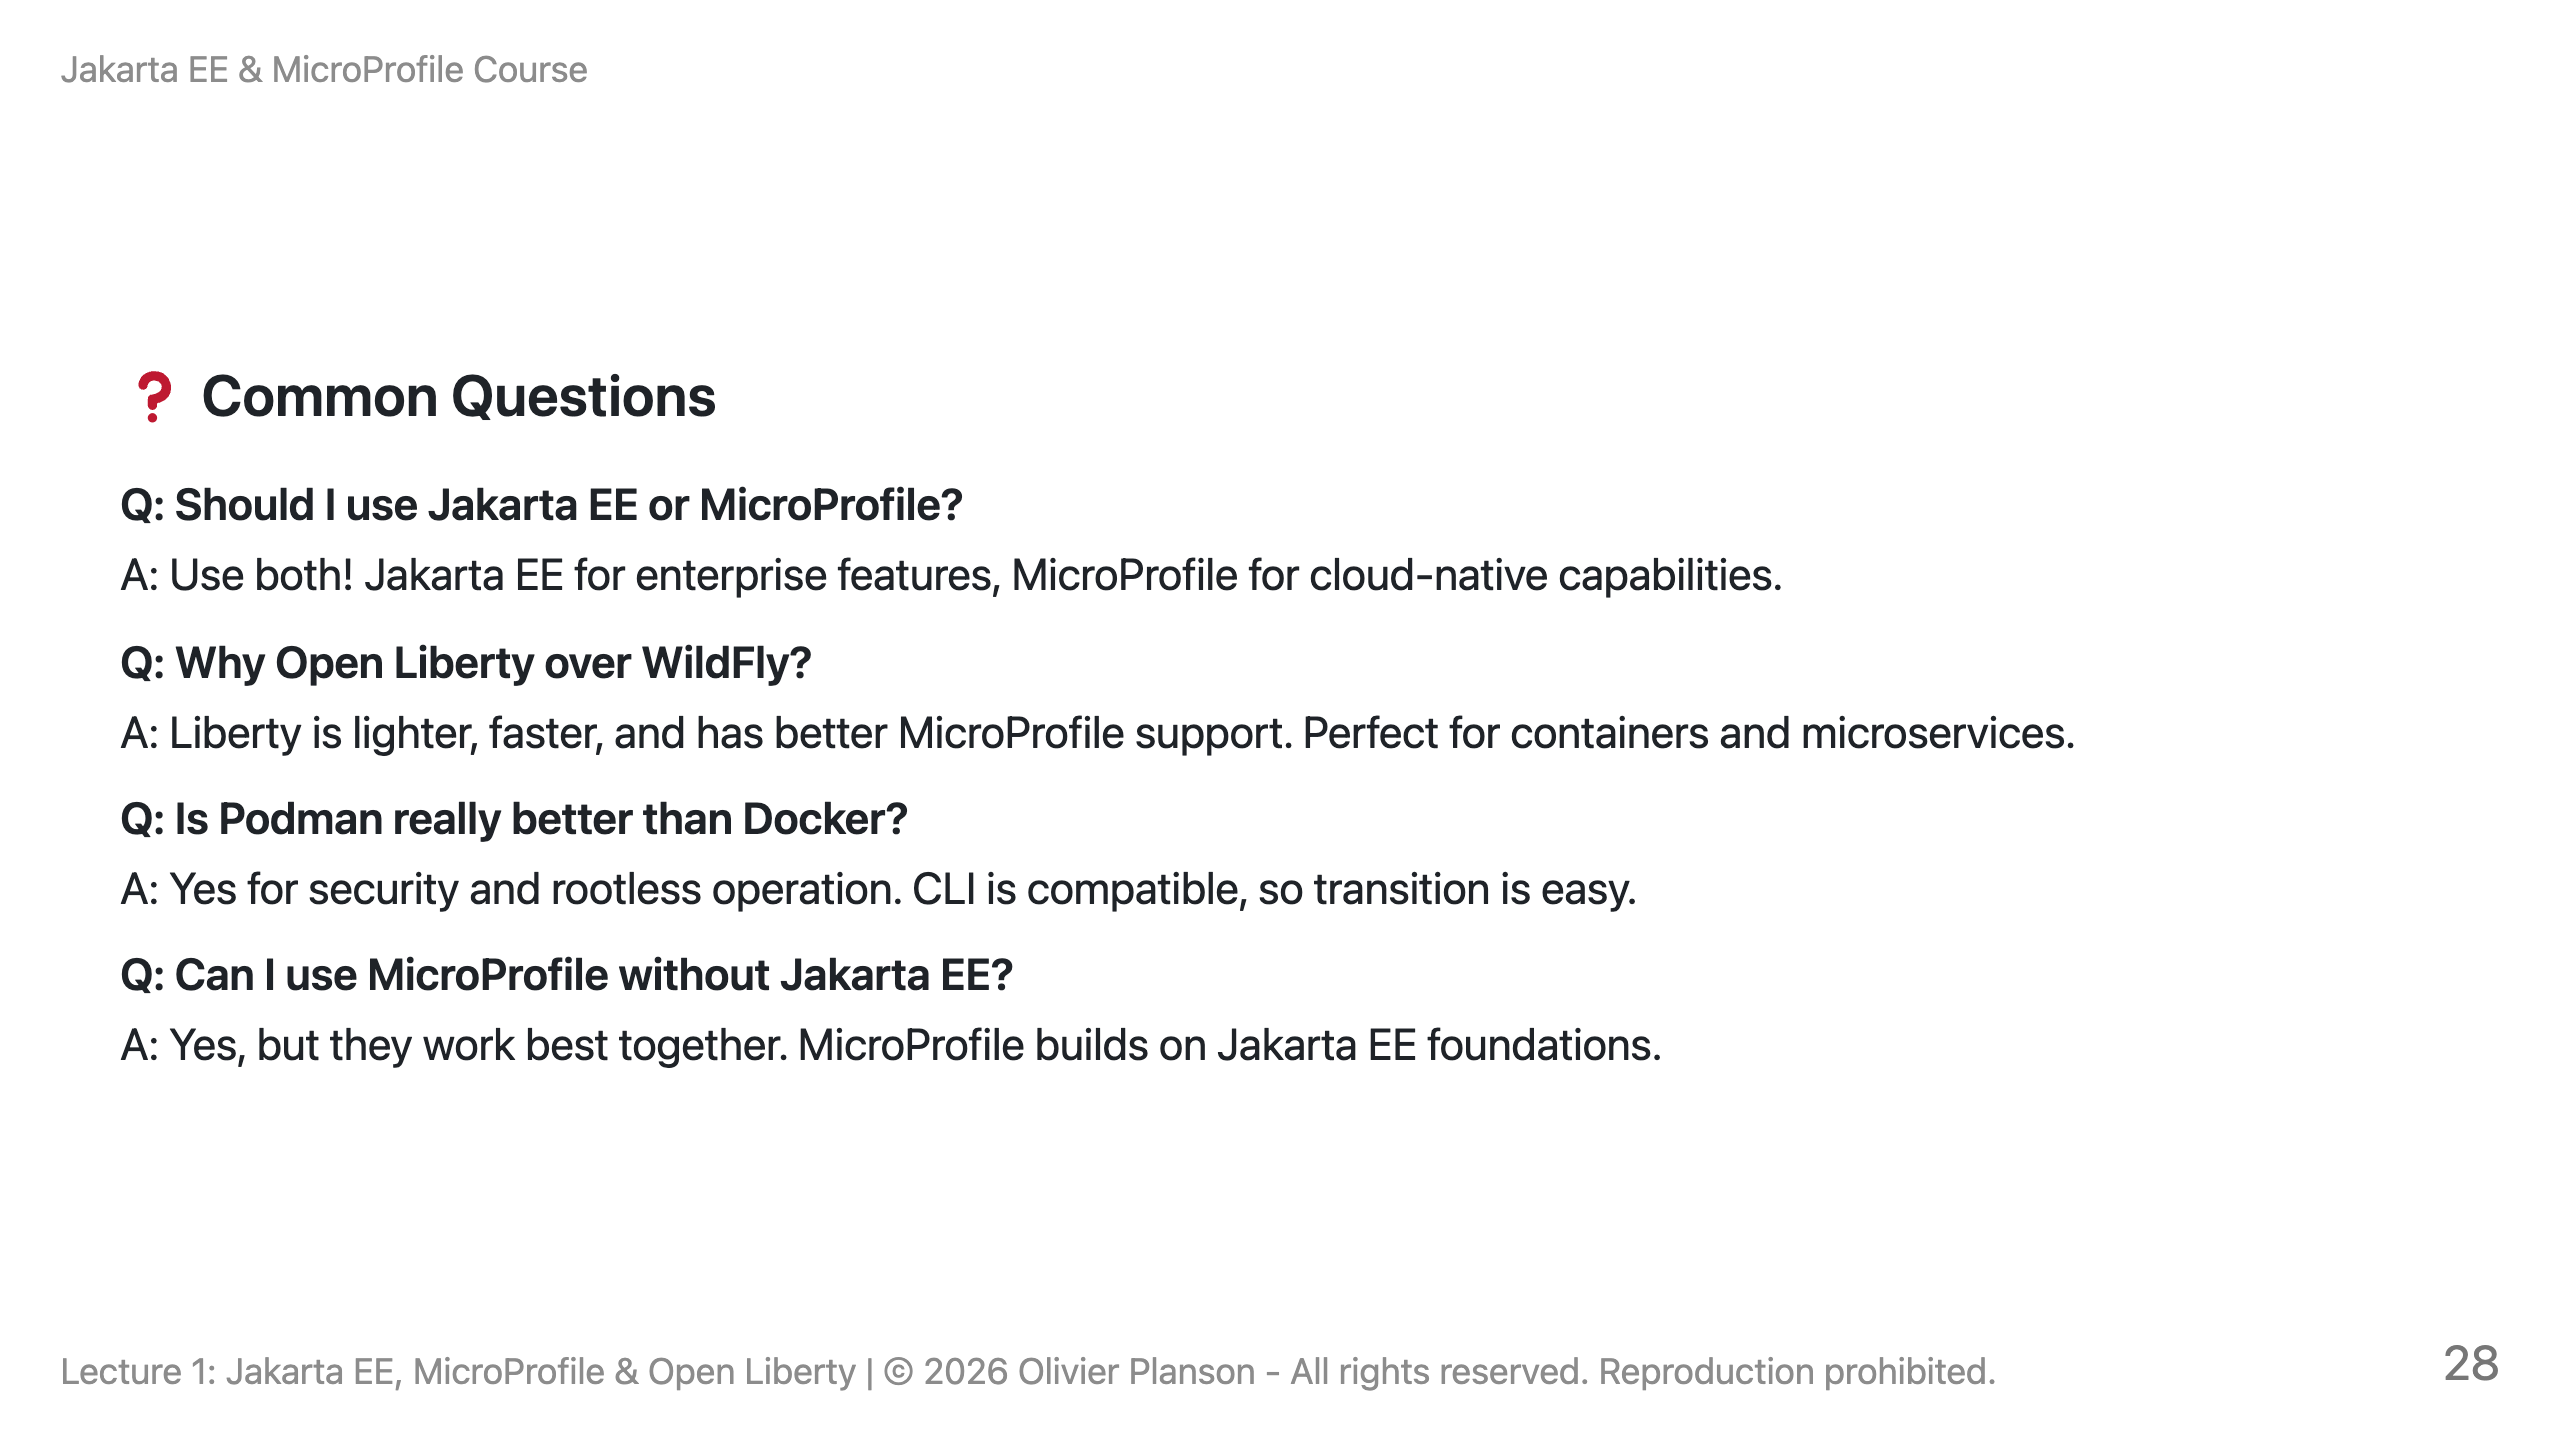 Jakarta EE & MicroProfile Course
❓ Common Questions
Q: Should I use Jakarta EE or MicroProfile?
A: Use both! Jakarta EE for enterprise features, MicroProfile for cloud-native capabilities.
Q: Why Open Liberty over WildFly?
A: Liberty is lighter, faster, and has better MicroProfile support. Perfect for containers and microservices.
Q: Is Podman really better than Docker?
A: Yes for security and rootless operation. CLI is compatible, so transition is easy.
Q: Can I use MicroProfile without Jakarta EE?
A: Yes, but they work best together. MicroProfile builds on Jakarta EE foundations.
Lecture 1: Jakarta EE, MicroProfile & Open Liberty | © 2026 Olivier Planson - All rights reserved. Reproduction prohibited.
28